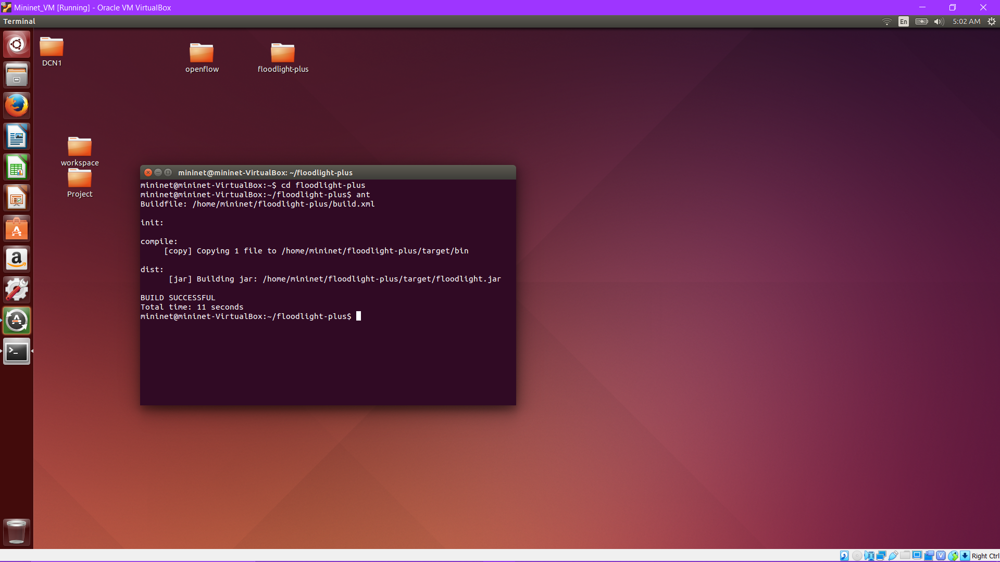 Mininet_VM [Running] - Oracle VM VirtualBox
Terminal
En
5:02 AM
DCN1
openflow
floodlight-plus
workspace
Project
mininet@mininet-VirtualBox: ~/floodlight-plus
mininet@mininet-VirtualBox:~$ cd floodlight-plus
mininet@mininet-VirtualBox:~/floodlight-plus$ ant
Buildfile: /home/mininet/floodlight-plus/build.xml
init:
compile:
[copy] Copying 1 file to /home/mininet/floodlight-plus/target/bin
dist:
[jar] Building jar: /home/mininet/floodlight-plus/target/floodlight.jar
BUILD SUCCESSFUL
Total time: 11 seconds
mininet@mininet-VirtualBox:~/floodlight-plus$
Right Ctrl